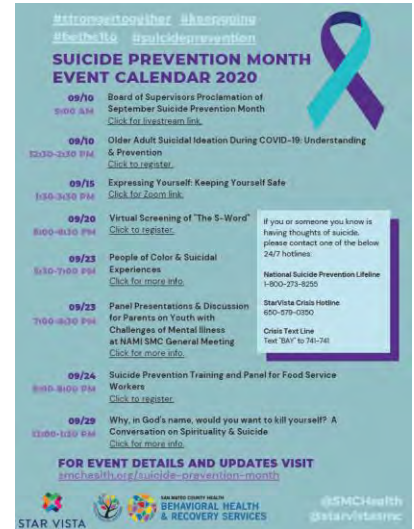 #strongertogether #keepgoing
#bethe1to #suicideprevention
SUICIDE PREVENTION MONTH
EVENT CALENDAR 2020
09/10
9:00 AM
Board of Supervisors Proclamation of
September Suicide Prevention Month
Click for livestream link.
09/10
12:30-2:30 PM
Older Adult Suicidal Ideation During COVID-19: Understanding
& Prevention
Click to register.
09/15
1:30-3:30 PM
Expressing Yourself: Keeping Yourself Safe
Click for Zoom link.
09/20
Virtual Screening of "The S-Word"
Click to register.
09/23
5:30-7:00 PM
People of Color & Suicidal
Experiences
Click for more info.
09/23
7:00-8:30 PM
Panel Presentations & Discussion
for Parents on Youth with
Challenges of Mental Illness
at NAMI SMC General Meeting
Click for more info.
09/24
Suicide Prevention Training and Panel for Food Service
Workers
Click to register.
09/29
12:00-1:30 PM
Why, in God's name, would you want to kill yourself? A
Conversation on Spirituality & Suicide
Click for more info.
If you or someone you know is
having thoughts of suicide,
please contact one of the below
24/7 hotlines:
National Suicide Prevention Lifeline
1-800-273-8255
StarVista Crisis Hotline
650-579-0350
Crisis Text Line
Text "BAY" to 741-741
FOR EVENT DETAILS AND UPDATES VISIT
smchealth.org/suicide-prevention-month
STAR VISTA
SAN MATEO COUNTY HEALTH
BEHAVIORAL HEALTH
& RECOVERY SERVICES
@SMCHealth
@starvistasmc